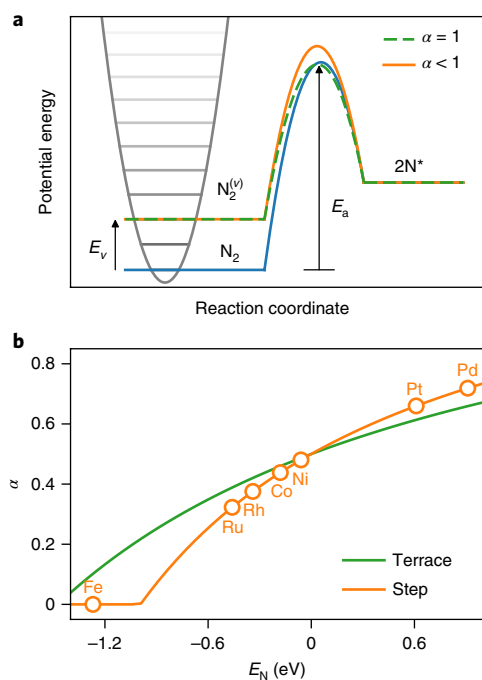 a
Potential energy
α = 1
α < 1
N₂⁽ᵛ⁾
2N*
Eₐ
Eᵥ
N₂
Reaction coordinate
b
0.8
Pd
Pt
0.6
α
0.4
Ni
Co
Rh
Ru
0.2
Terrace
Fe
Step
0
−1.2
−0.6
0
0.6
E_N (eV)